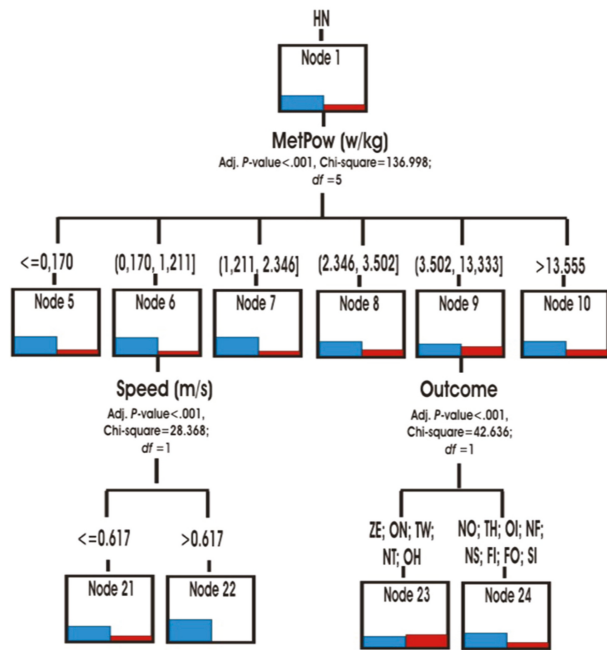 HN
Node 1
MetPow (w/kg)
Adj. P-value<.001, Chi-square=136.998;
df =5
<=0,170
(0,170, 1,211]
(1,211, 2.346]
(2.346, 3.502]
(3.502, 13,333]
>13.555
Node 5
Node 6
Node 7
Node 8
Node 9
Node 10
Speed (m/s)
Adj. P-value<.001,
Chi-square=28.368;
df =1
Outcome
Adj. P-value<.001,
Chi-square=42.636;
df =1
<=0.617
>0.617
ZE; ON; TW;
NT; OH
NO; TH; OI; NF;
NS; FI; FO; SI
Node 21
Node 22
Node 23
Node 24